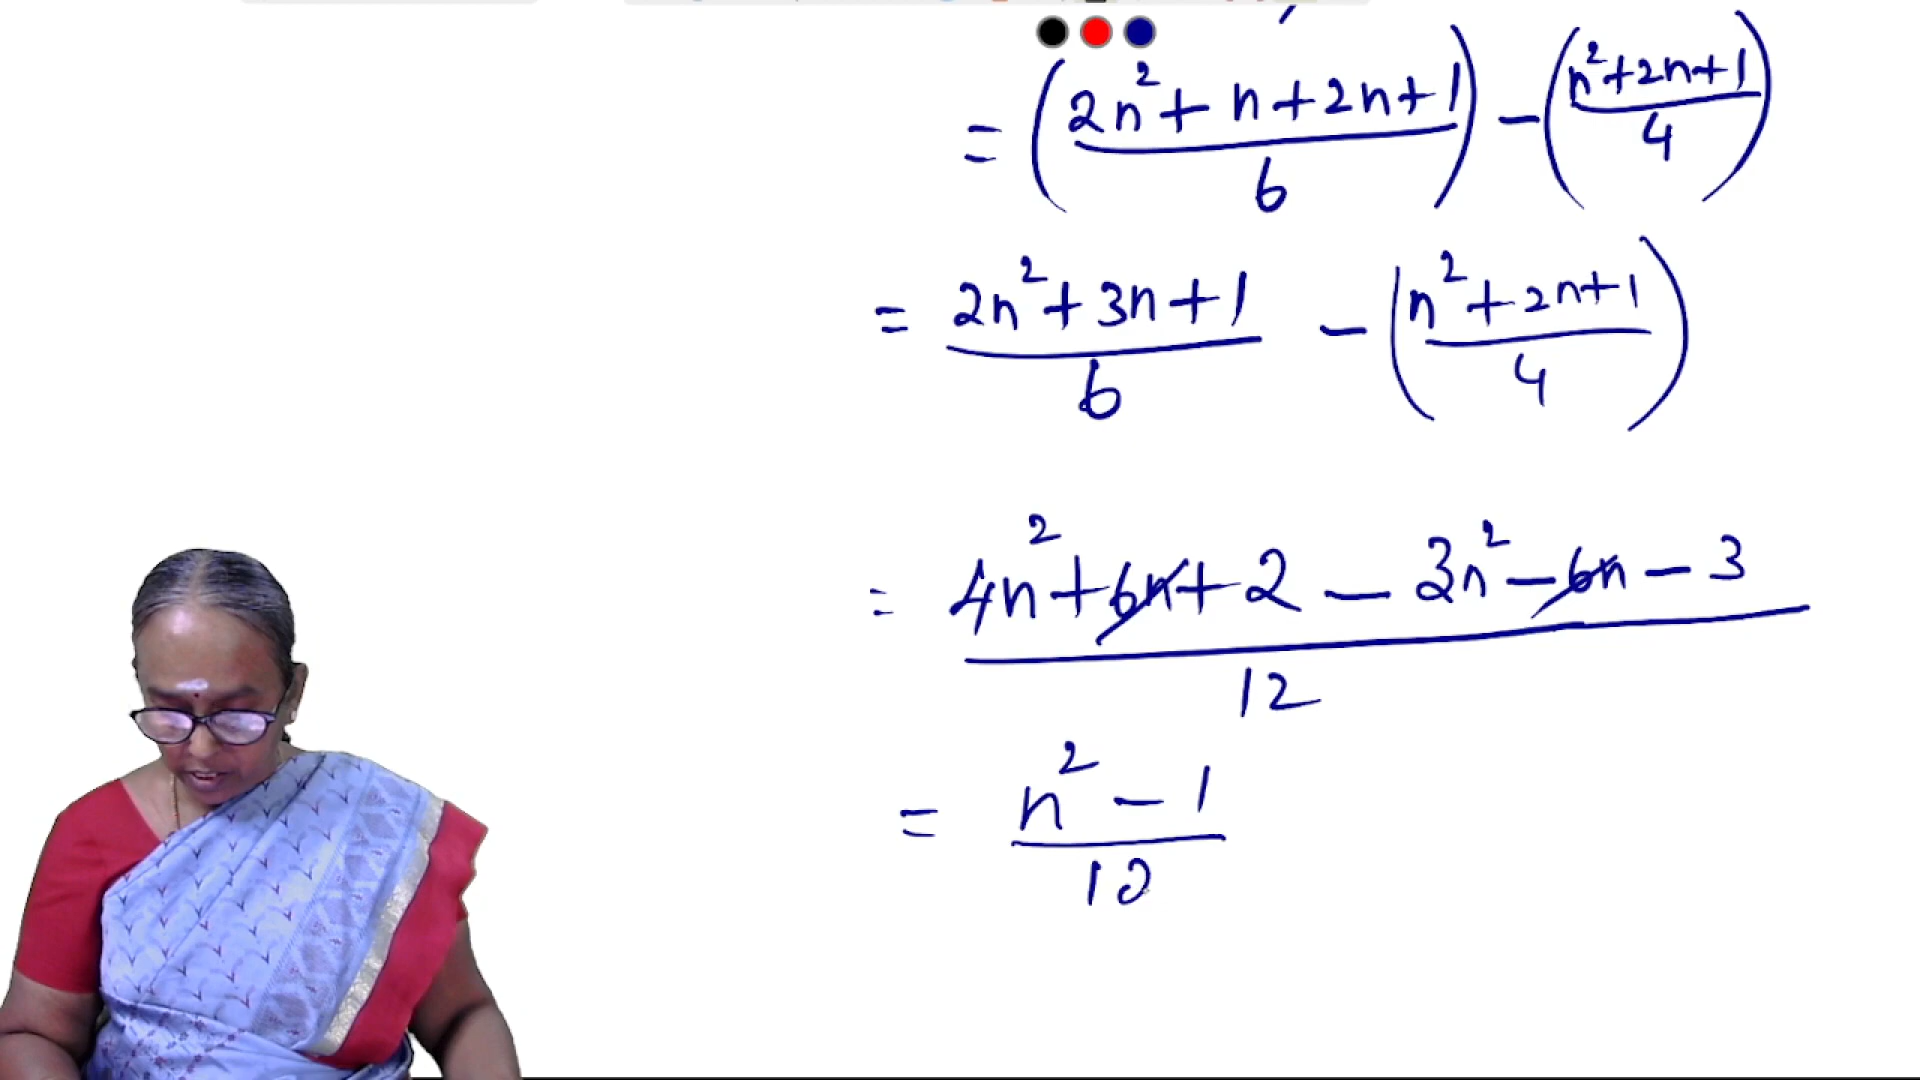 = (2n² + n + 2n + 1 / 6) - (n² + 2n + 1 / 4)
= 2n² + 3n + 1 / 6 - (n² + 2n + 1 / 4)
= 4n² + 6n + 2 - 3n² - 6n - 3 / 12
= n² - 1 / 10